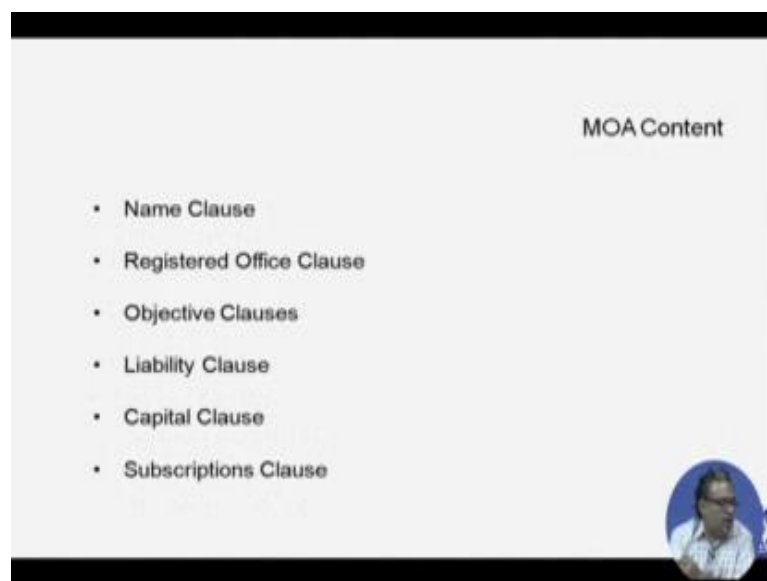 MOA Content
• Name Clause
• Registered Office Clause
• Objective Clauses
• Liability Clause
• Capital Clause
• Subscriptions Clause